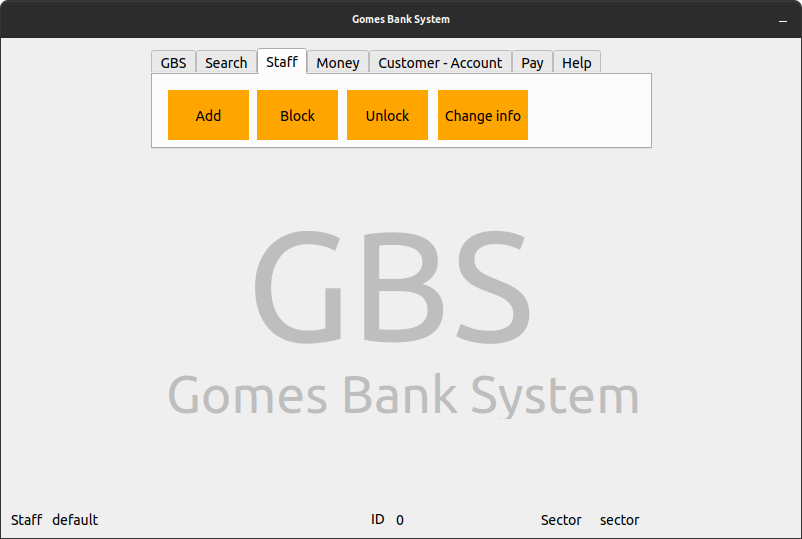 Gomes Bank System
GBS Search Staff Money Customer - Account Pay Help
Add Block Unlock Change info
GBS
Gomes Bank System
Staff default ID 0 Sector sector